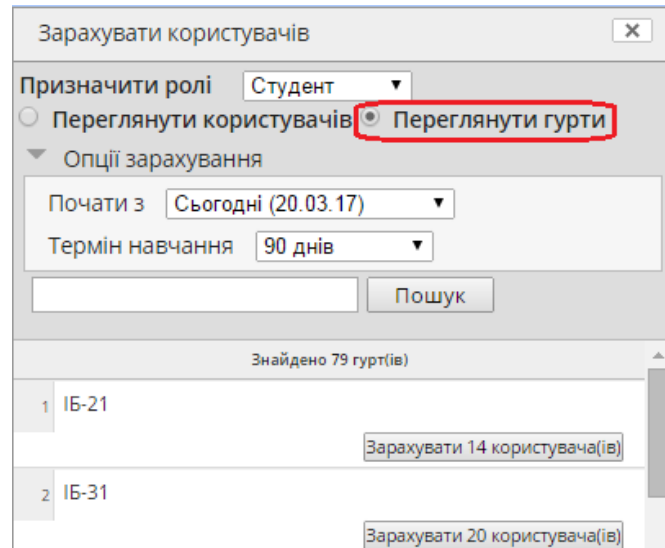 Зарахувати користувачів
Призначити ролі Студент
Переглянути користувачів Переглянути гурти
Опції зарахування
Почати з Сьогодні (20.03.17)
Термін навчання 90 днів
Пошук
Знайдено 79 гурт(ів)
1 ІБ-21
Зарахувати 14 користувача(ів)
2 ІБ-31
Зарахувати 20 користувача(ів)